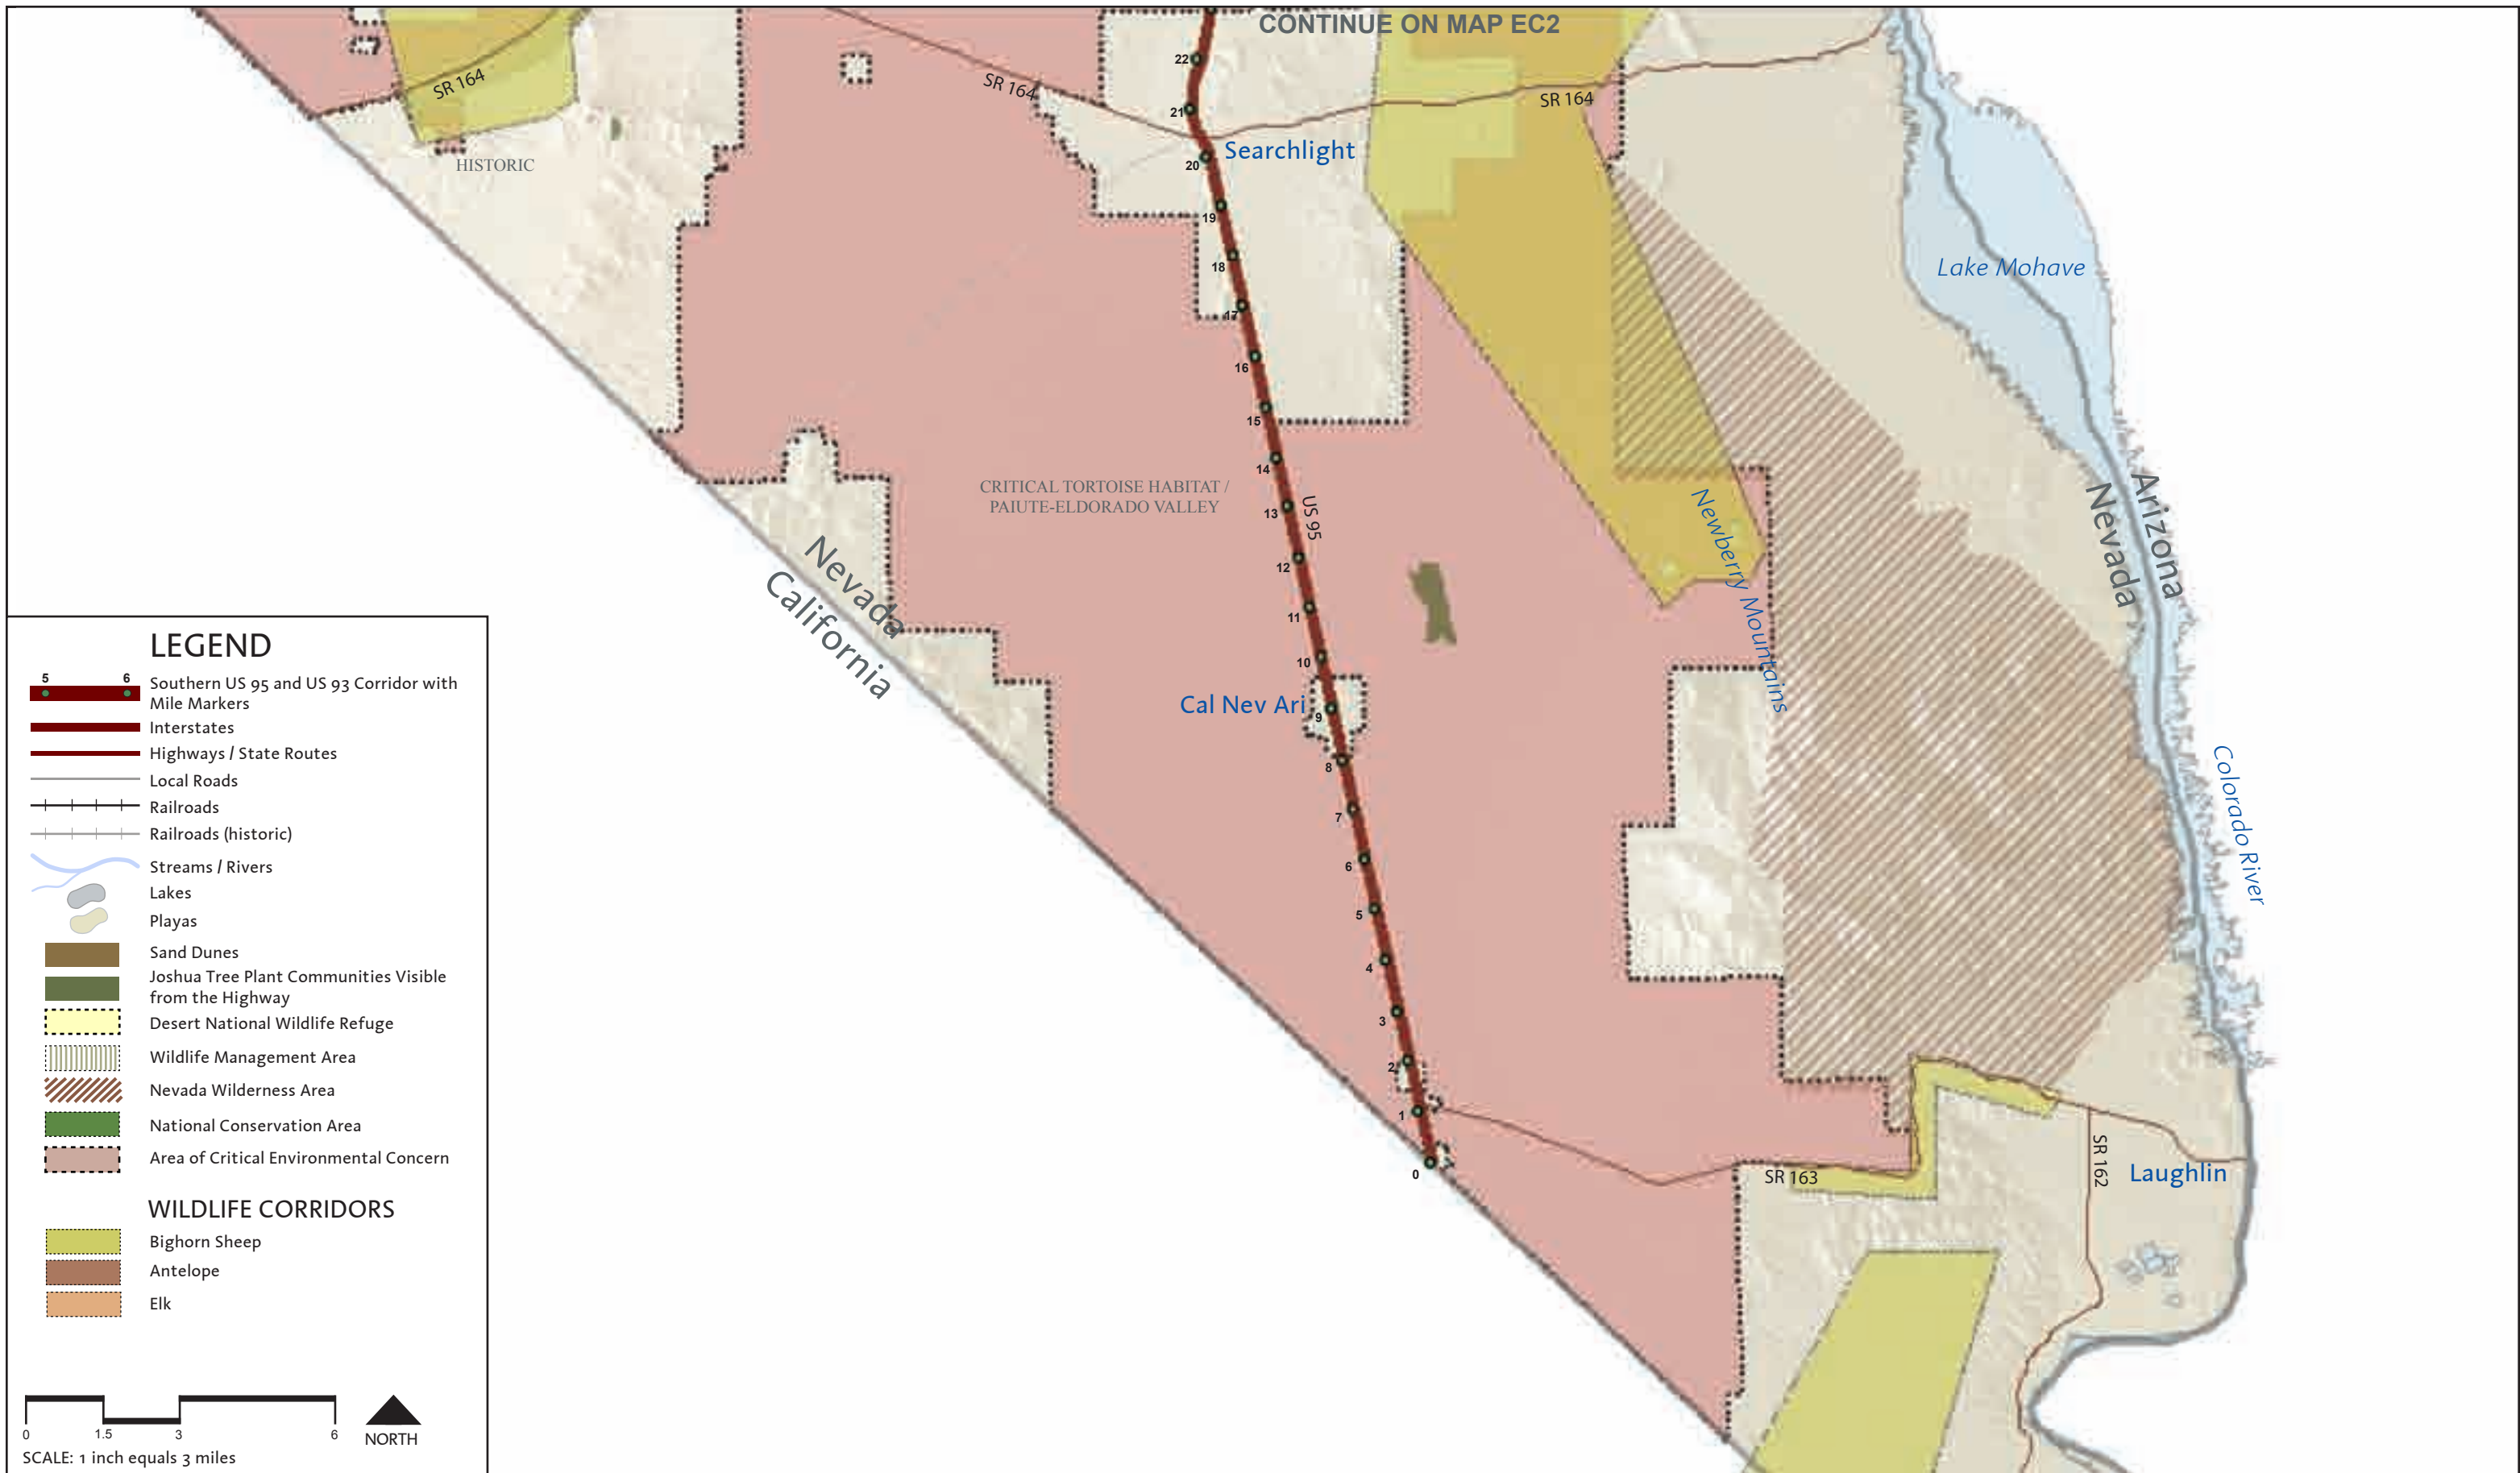 CONTINUE ON MAP EC2
22
SR 164
SR 164
SR 164
21
Searchlight
20
HISTORIC
19
18
Lake Mohave
17
16
15
14
CRITICAL TORTOISE HABITAT /
PAIUTE-ELDORADO VALLEY
13
US 95
Newberry Mountains
Nevada
Arizona
12
Nevada
California
11
10
Cal Nev Ari
9
8
Colorado River
7
6
5
4
3
2
1
0
SR 163
SR 162
Laughlin
LEGEND
5 6
Southern US 95 and US 93 Corridor with
Mile Markers
Interstates
Highways / State Routes
Local Roads
Railroads
Railroads (historic)
Streams / Rivers
Lakes
Playas
Sand Dunes
Joshua Tree Plant Communities Visible
from the Highway
Desert National Wildlife Refuge
Wildlife Management Area
Nevada Wilderness Area
National Conservation Area
Area of Critical Environmental Concern
WILDLIFE CORRIDORS
Bighorn Sheep
Antelope
Elk
0 1.5 3 6
NORTH
SCALE: 1 inch equals 3 miles